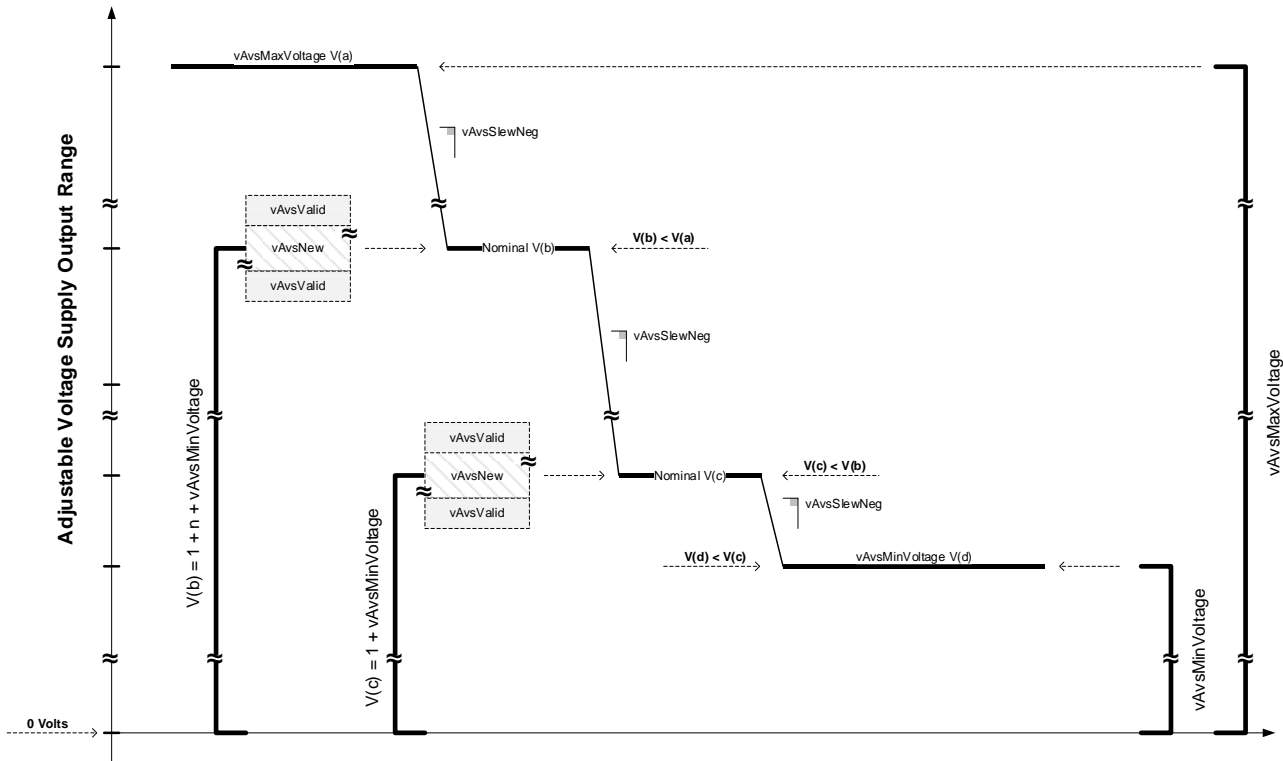 vAvsMaxVoltage V(a)
vAvsSlewNeg
Adjustable Voltage Supply Output Range
vAvsValid
vAvsNew
vAvsValid
Nominal V(b)
V(b) < V(a)
vAvsSlewNeg
V(b) = 1 + n + vAvsMinVoltage
vAvsValid
vAvsNew
vAvsValid
Nominal V(c)
V(c) < V(b)
vAvsSlewNeg
V(c) = 1 + vAvsMinVoltage
V(d) < V(c)
vAvsMinVoltage V(d)
vAvsMinVoltage
vAvsMaxVoltage
0 Volts